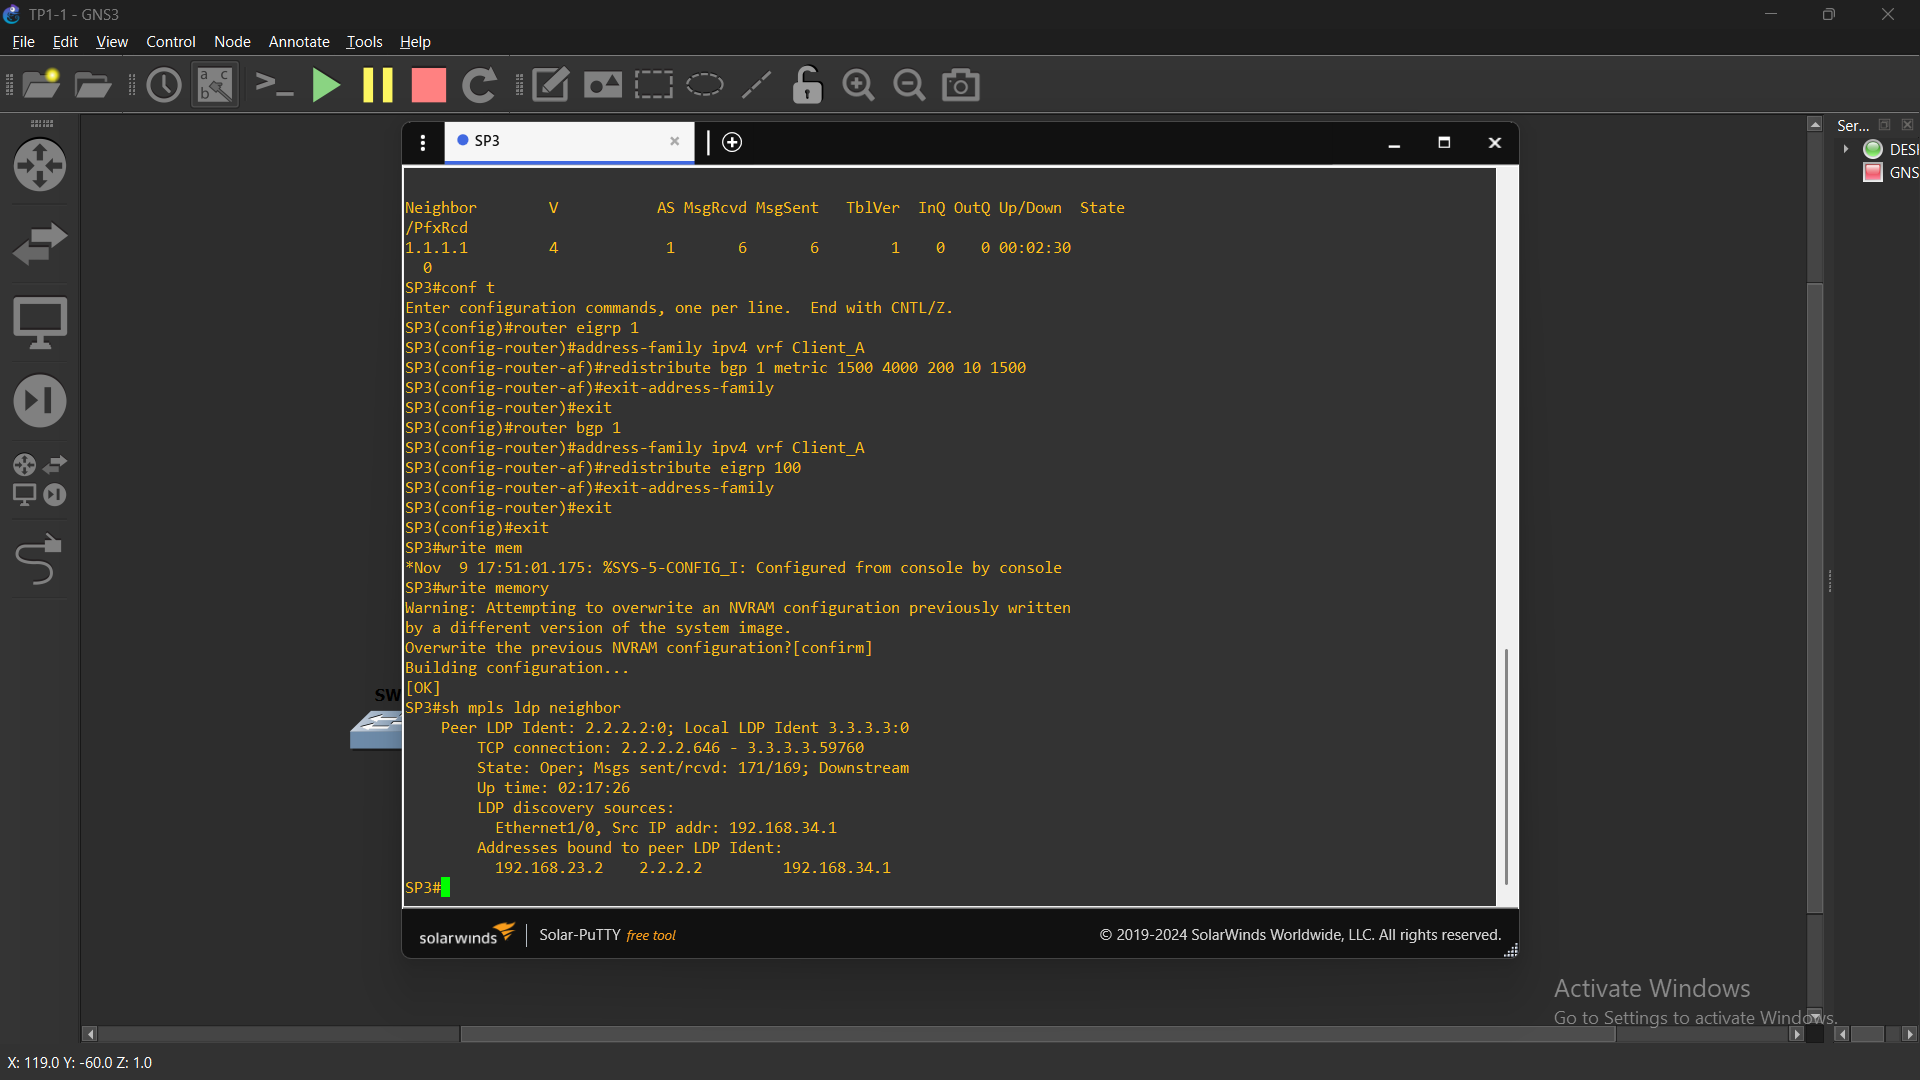 TP1-1 - GNS3
File Edit View Control Node Annotate Tools Help
SP3
Ser...
DESI
GNS
Neighbor        V           AS MsgRcvd MsgSent   TblVer  InQ OutQ Up/Down  State
/PfxRcd
1.1.1.1         4            1       6       6        1    0    0 00:02:30
  0
SP3#conf t
Enter configuration commands, one per line.  End with CNTL/Z.
SP3(config)#router eigrp 1
SP3(config-router)#address-family ipv4 vrf Client_A
SP3(config-router-af)#redistribute bgp 1 metric 1500 4000 200 10 1500
SP3(config-router-af)#exit-address-family
SP3(config-router)#exit
SP3(config)#router bgp 1
SP3(config-router)#address-family ipv4 vrf Client_A
SP3(config-router-af)#redistribute eigrp 100
SP3(config-router-af)#exit-address-family
SP3(config-router)#exit
SP3(config)#exit
SP3#write mem
*Nov  9 17:51:01.175: %SYS-5-CONFIG_I: Configured from console by console
SP3#write memory
Warning: Attempting to overwrite an NVRAM configuration previously written
by a different version of the system image.
Overwrite the previous NVRAM configuration?[confirm]
Building configuration...
[OK]
SP3#sh mpls ldp neighbor
    Peer LDP Ident: 2.2.2.2:0; Local LDP Ident 3.3.3.3:0
        TCP connection: 2.2.2.2.646 - 3.3.3.3.59760
        State: Oper; Msgs sent/rcvd: 171/169; Downstream
        Up time: 02:17:26
        LDP discovery sources:
          Ethernet1/0, Src IP addr: 192.168.34.1
        Addresses bound to peer LDP Ident:
          192.168.23.2    2.2.2.2         192.168.34.1
SP3#
SW
solarwinds
Solar-PuTTY free tool
© 2019-2024 SolarWinds Worldwide, LLC. All rights reserved.
Activate Windows
Go to Settings to activate Windows.
X: 119.0 Y: -60.0 Z: 1.0